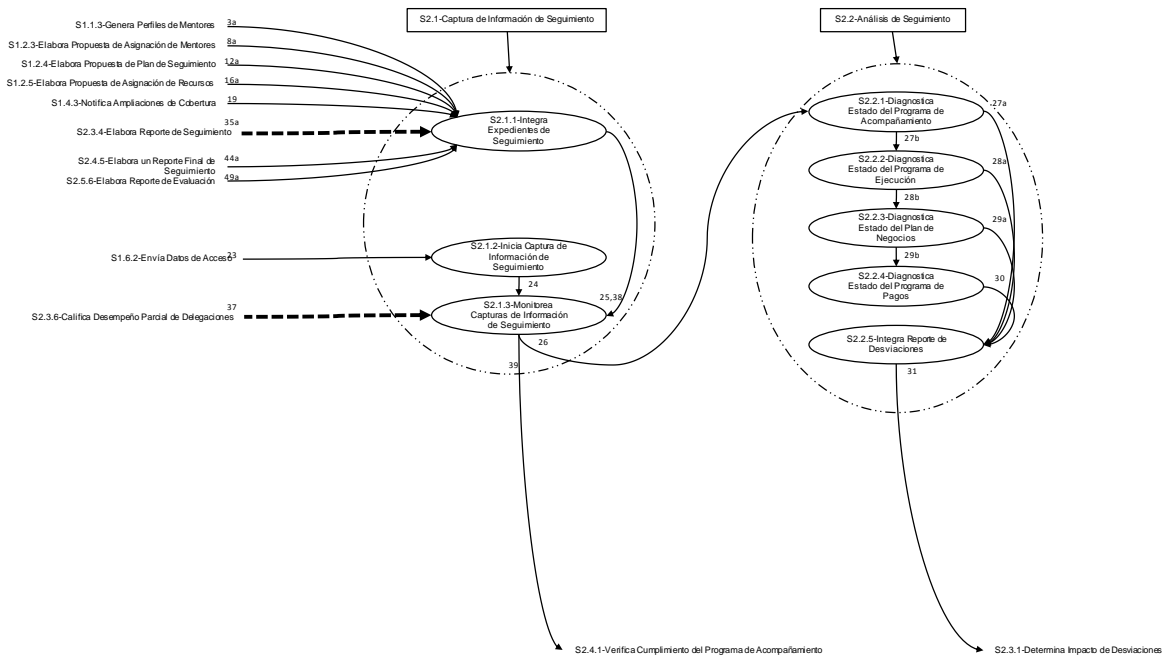 S2.1-Captura de Información de Seguimiento
S2.2-Análisis de Seguimiento
S1.1.3-Genera Perfiles de Mentores
3a
S1.2.3-Elabora Propuesta de Asignación de Mentores
8a
S1.2.4-Elabora Propuesta de Plan de Seguimiento
12a
S1.2.5-Elabora Propuesta de Asignación de Recursos
16a
S1.4.3-Notifica Ampliaciones de Cobertura
19
S2.3.4-Elabora Reporte de Seguimiento
35a
S2.4.5-Elabora un Reporte Final de
Seguimiento
44a
S2.5.6-Elabora Reporte de Evaluación
49a
S2.1.1-Integra
Expedientes de
Seguimiento
S1.6.2-Envía Datos de Acceso
23
S2.1.2-Inicia Captura de
Información de
Seguimiento
24
25,38
S2.3.6-Califica Desempeño Parcial de Delegaciones
37
S2.1.3-Monitorea
Capturas de Información
de Seguimiento
26
39
S2.2.1-Diagnostica
Estado del Programa de
Acompañamiento
27a
27b
S2.2.2-Diagnostica
Estado del Programa de
Ejecución
28a
28b
S2.2.3-Diagnostica
Estado del Plan de
Negocios
29a
29b
S2.2.4-Diagnostica
Estado del Programa de
Pagos
30
S2.2.5-Integra Reporte de
Desviaciones
31
S2.4.1-Verifica Cumplimiento del Programa de Acompañamiento
S2.3.1-Determina Impacto de Desviaciones